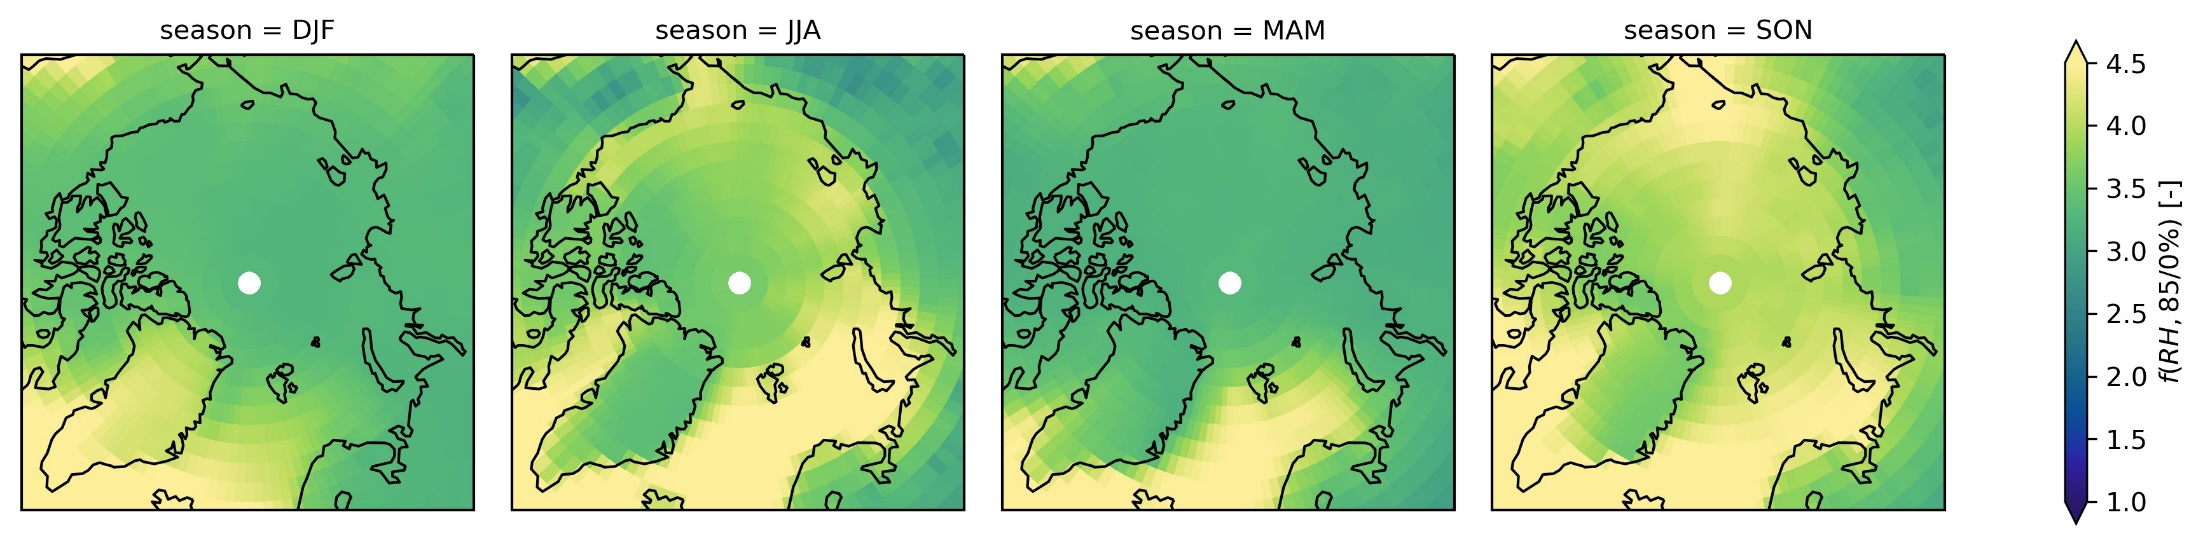 season = DJF
season = JJA
season = MAM
season = SON
4.5
4.0
3.5
3.0
2.5
2.0
1.5
1.0
f(RH, 85/0%) [-]